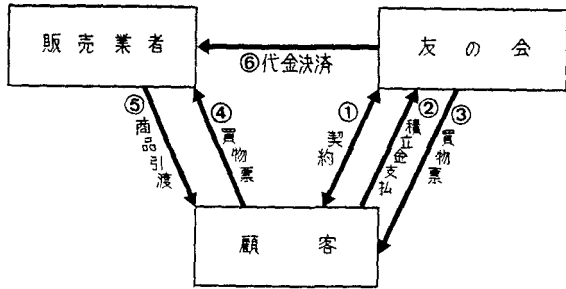 販売業者
友の会
⑥代金決済
⑤商品引渡
④買物票
①契約
②積立金支払
③買物票
顧客